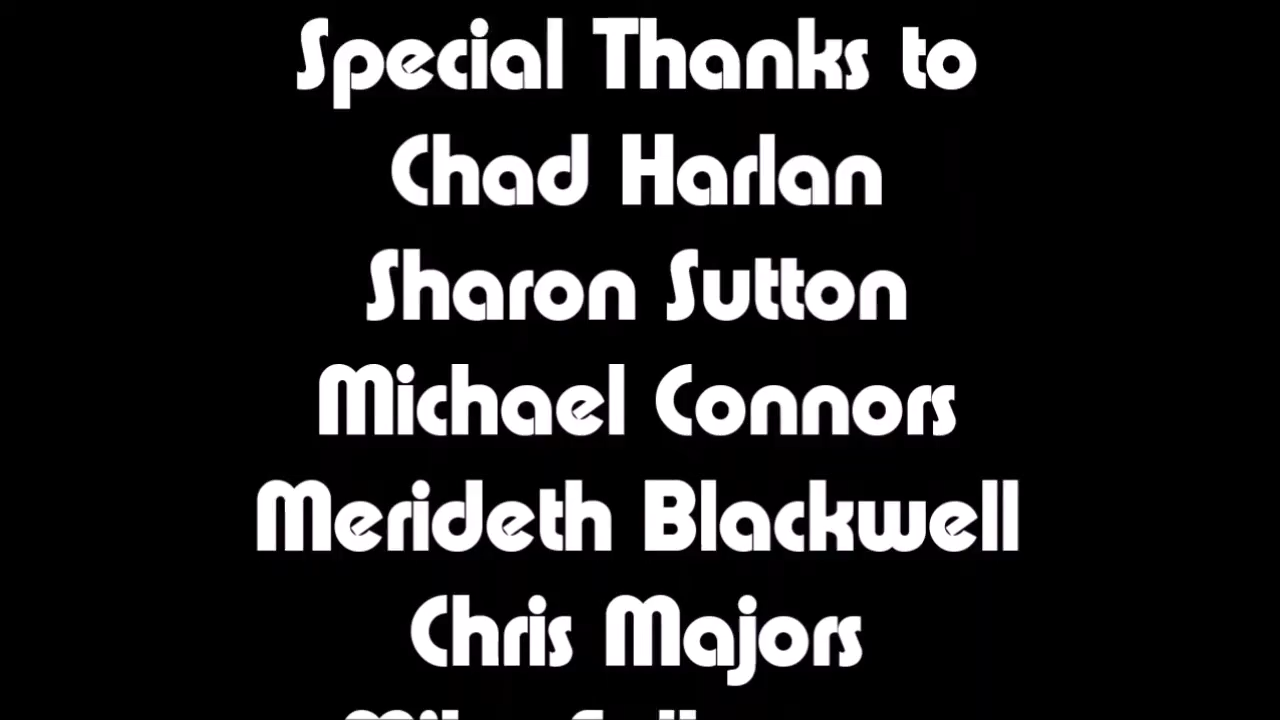 Special Thanks to
Chad Harlan
Sharon Sutton
Michael Connors
Merideth Blackwell
Chris Majors